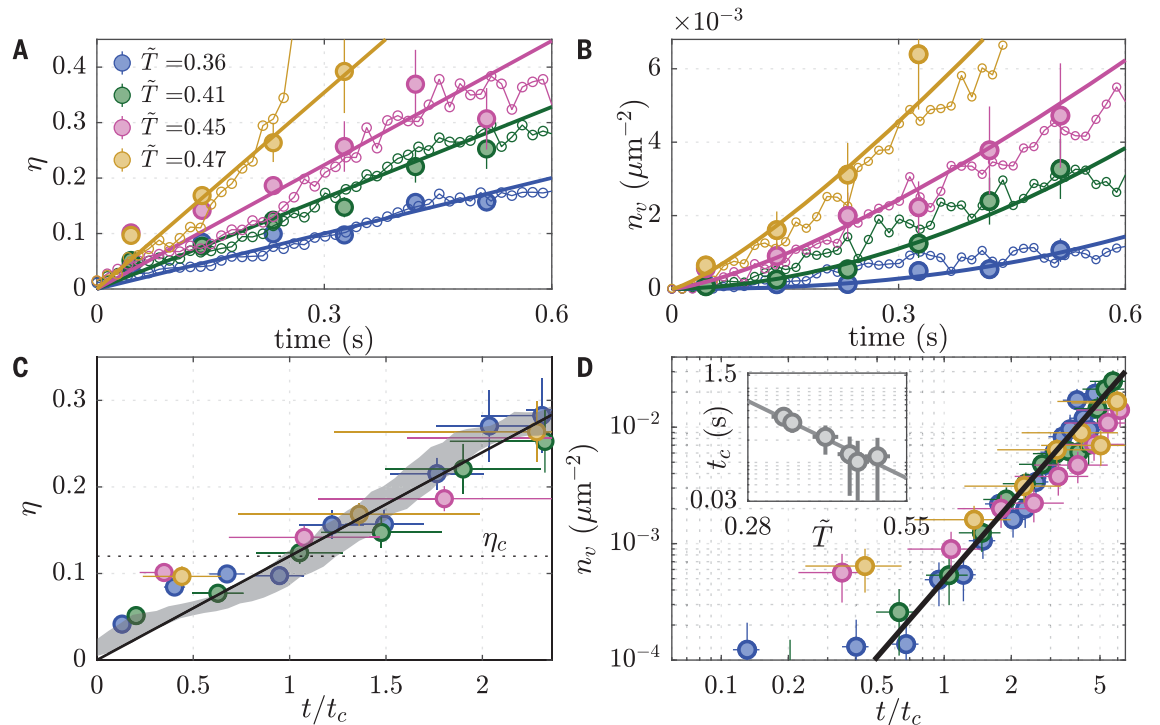 A
0.4
0.3
0.2
0.1
0
η
T̃ =0.36
T̃ =0.41
T̃ =0.45
T̃ =0.47
0
0.3
0.6
time (s)
B
×10⁻³
6
4
2
0
nᵥ (μm⁻²)
0
0.3
0.6
time (s)
C
0.3
0.2
0.1
0
η
η_c
0
0.5
1
1.5
2
t/t_c
D
10⁻²
10⁻³
10⁻⁴
nᵥ (μm⁻²)
1.5
0.03
t_c (s)
0.28
T̃
0.55
0.1
0.2
0.5
1
2
5
t/t_c